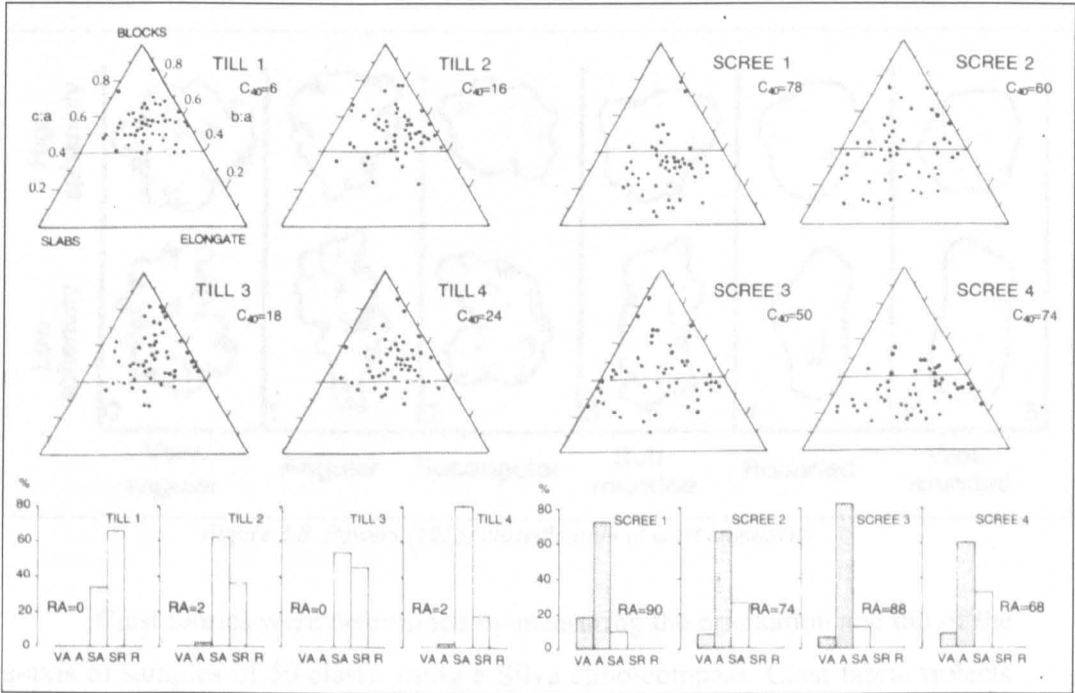 BLOCKS
0.8
0.8
TILL 1
C40=6
c:a
0.6
0.6
b:a
0.4
0.4
0.2
0.2
SLABS
ELONGATE
TILL 2
C40=16
SCREE 1
C40=78
SCREE 2
C40=60
TILL 3
C40=18
TILL 4
C40=24
SCREE 3
C40=50
SCREE 4
C40=74
%
80
60
40
20
0
TILL 1
RA=0
VA A SA SR R
TILL 2
RA=2
VA A SA SR R
TILL 3
RA=0
VA A SA SR R
TILL 4
RA=2
VA A SA SR R
%
80
60
40
20
0
SCREE 1
RA=90
VA A SA SR R
SCREE 2
RA=74
VA A SA SR R
SCREE 3
RA=88
VA A SA SR R
SCREE 4
RA=68
VA A SA SR R